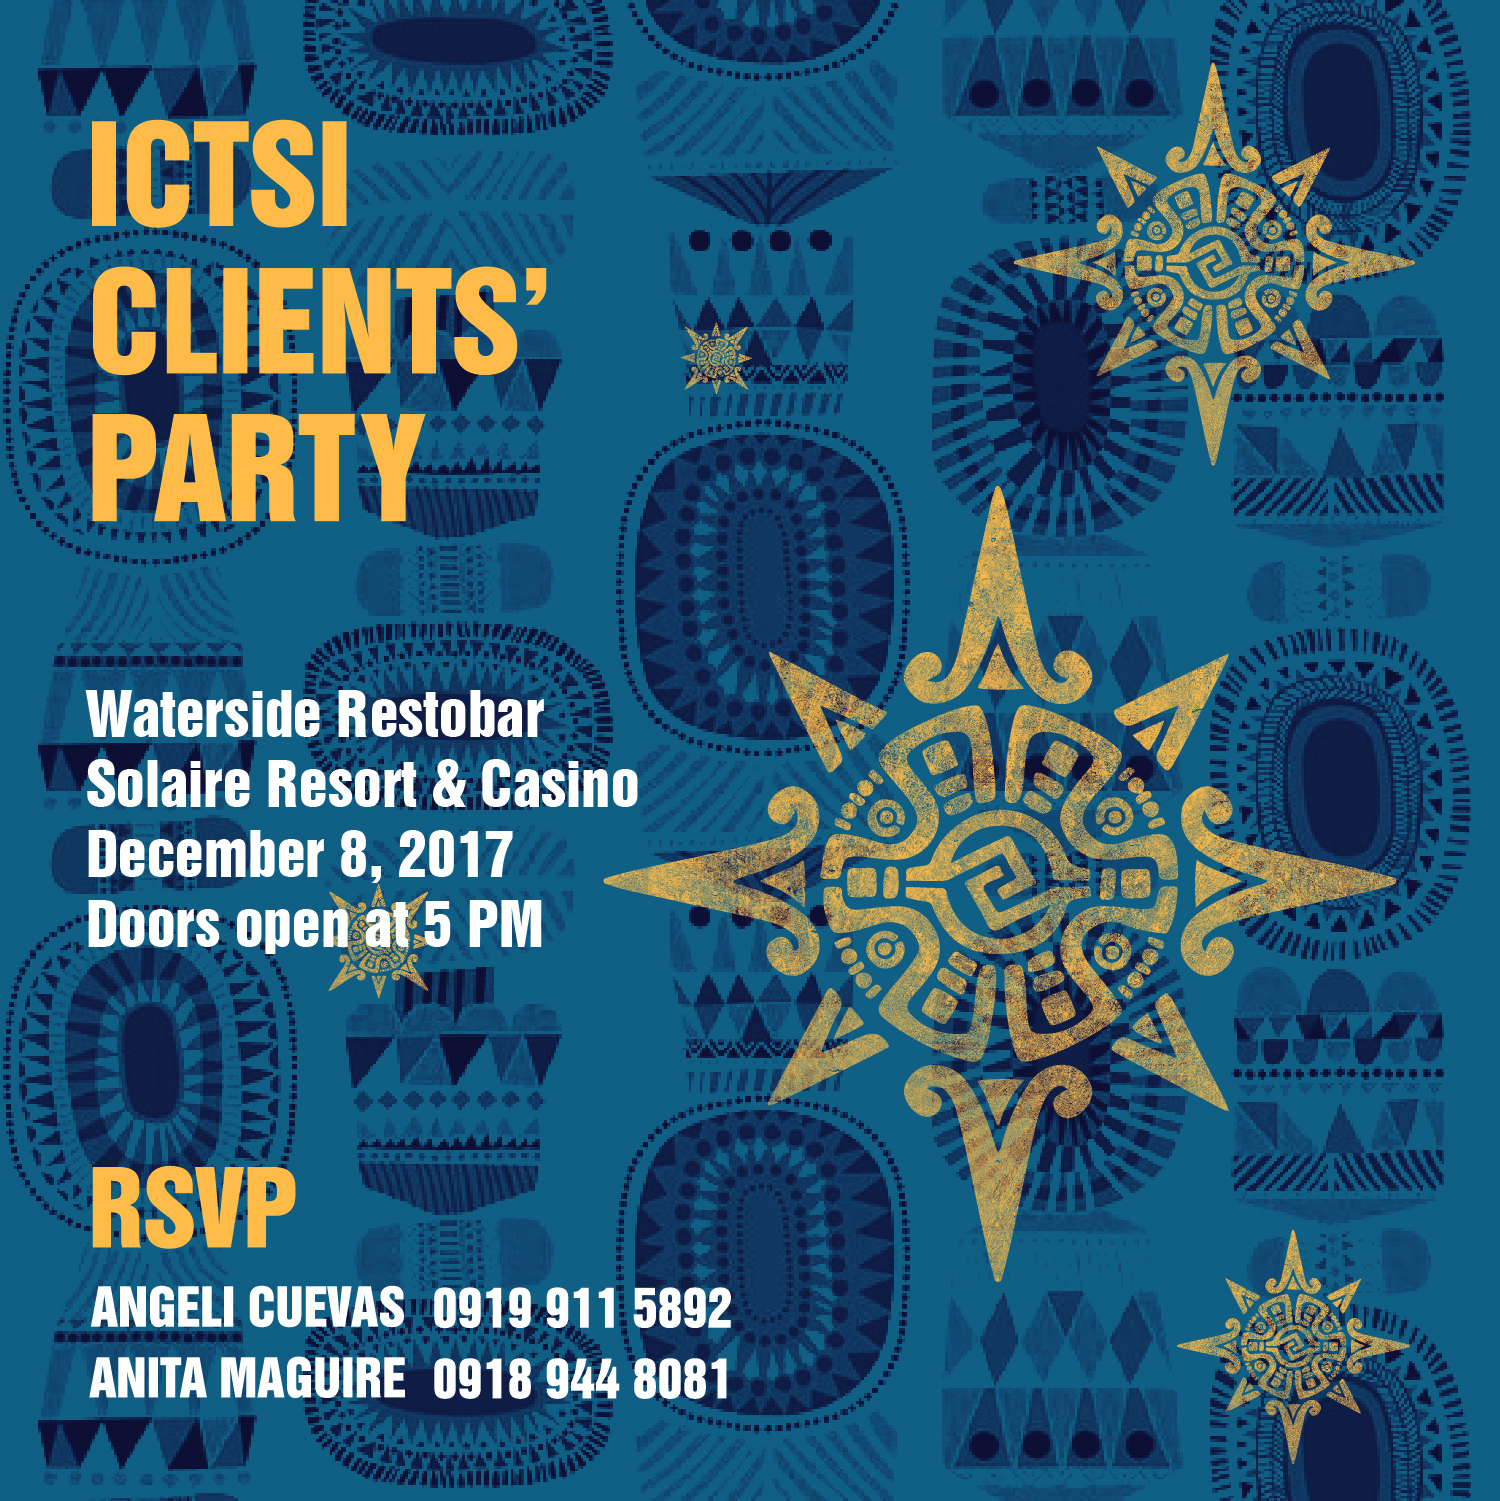 ICTSI
CLIENTS’
PARTY
Waterside Restobar
Solaire Resort & Casino
December 8, 2017
Doors open at 5 PM
RSVP
ANGELI CUEVAS 0919 911 5892
ANITA MAGUIRE 0918 944 8081